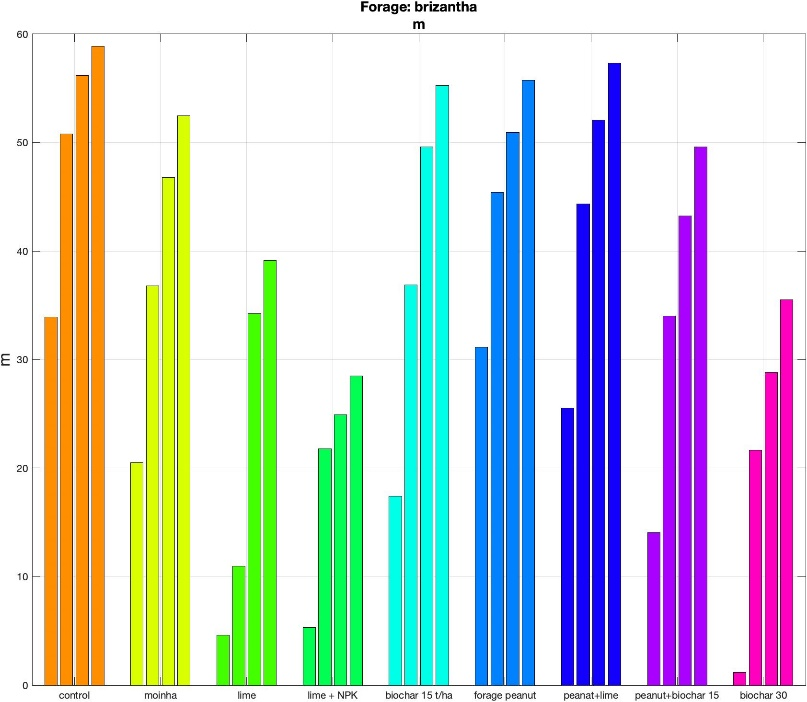 Forage: brizantha
m
60
50
40
30
20
10
0
m
control moinha lime lime + NPK biochar 15 t/ha forage peanut peanat+lime peanut+biochar 15 biochar 30